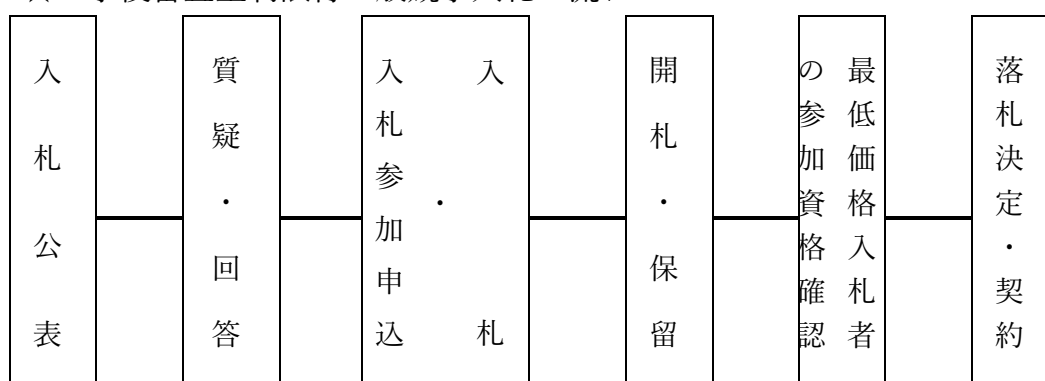 入札公表
質疑・回答
入札参加申込
・
入札
開札・保留
最低価格入札者
の参加資格確認
落札決定・契約